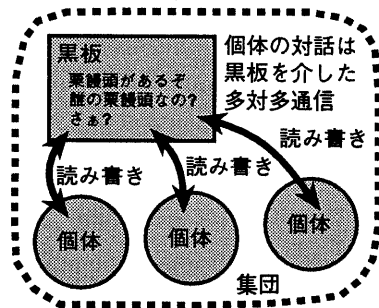 黒板
栗饅頭があるぞ
誰の栗饅頭なの?
さぁ?
個体の対話は
黒板を介した
多対多通信
読み書き
読み書き
読み書き
個体
個体
個体
集団